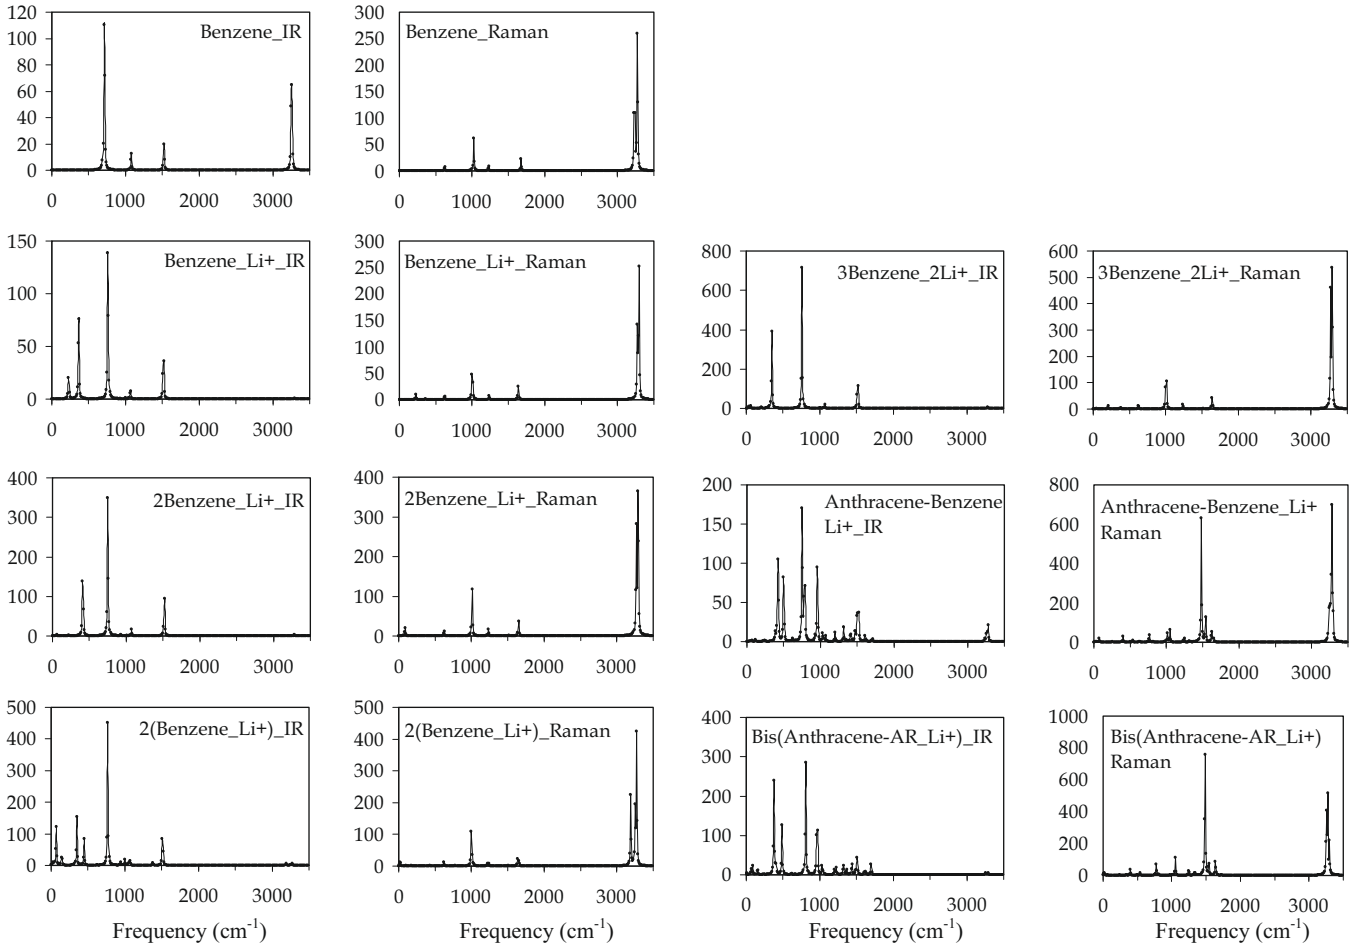 120
100
80
60
40
20
0
Benzene_IR
0 1000 2000 3000
300
250
200
150
100
50
0
Benzene_Raman
0 1000 2000 3000
150
100
50
0
Benzene_Li+_IR
0 1000 2000 3000
300
250
200
150
100
50
0
Benzene_Li+_Raman
0 1000 2000 3000
800
600
400
200
0
3Benzene_2Li+_IR
0 1000 2000 3000
600
500
400
300
200
100
0
3Benzene_2Li+_Raman
0 1000 2000 3000
400
300
200
100
0
2Benzene_Li+_IR
0 1000 2000 3000
400
300
200
100
0
2Benzene_Li+_Raman
0 1000 2000 3000
200
150
100
50
0
Anthracene-Benzene
Li+_IR
0 1000 2000 3000
800
600
400
200
0
Anthracene-Benzene_Li+
Raman
0 1000 2000 3000
500
400
300
200
100
0
2(Benzene_Li+)_IR
0 1000 2000 3000
Frequency (cm-1)
500
400
300
200
100
0
2(Benzene_Li+)_Raman
0 1000 2000 3000
Frequency (cm-1)
400
300
200
100
0
Bis(Anthracene-AR_Li+)_IR
0 1000 2000 3000
Frequency (cm-1)
1000
800
600
400
200
0
Bis(Anthracene-AR_Li+)
Raman
0 1000 2000 3000
Frequency (cm-1)